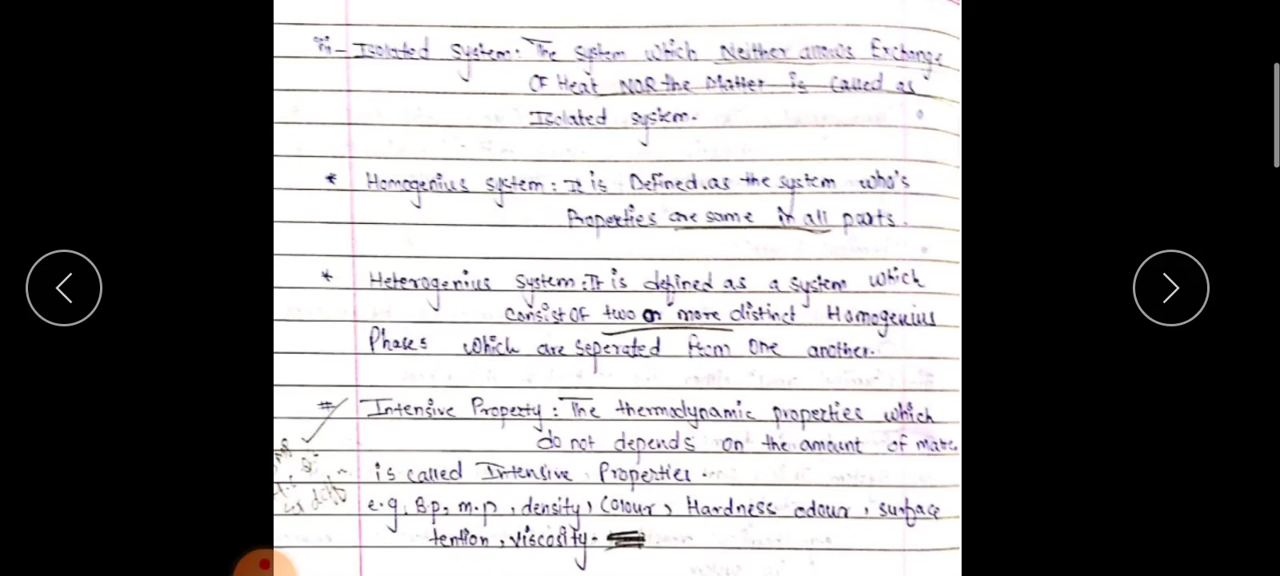 Isolated System: The system which Neither allows Exchange
OF Heat NOR the Matter is called as
Isolated system.
* Homogenius system: It is Defined as the system who's
Properties are same in all parts.
* Heterogenius System: It is defined as a system which
consist OF two or more distinct Homogenius
Phases which are seperated from one another.
# Intensive Property: The thermodynamic properties which
do not depends on the amount of
is called Intensive Properties.
e.g. B.p, m.p, density, Colour, Hardness odour, surface
tention, viscosity.